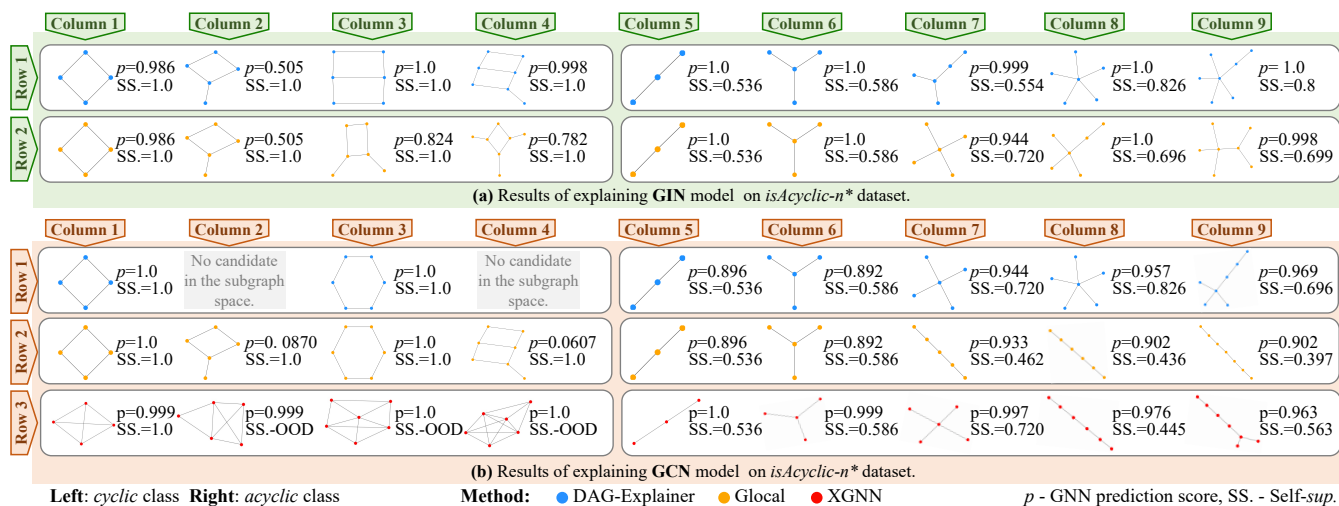 Column 1 Column 2 Column 3 Column 4 Column 5 Column 6 Column 7 Column 8 Column 9
Row 1
p=0.986 p=0.505 p=1.0 p=0.998 p=1.0 p=1.0 p=0.999 p=1.0 p= 1.0
SS.=1.0 SS.=1.0 SS.=1.0 SS.=1.0 SS.=0.536 SS.=0.586 SS.=0.554 SS.=0.826 SS.=0.8
Row 2
p=0.986 p=0.505 p=0.824 p=0.782 p=1.0 p=1.0 p=0.944 p=1.0 p=0.998
SS.=1.0 SS.=1.0 SS.=1.0 SS.=1.0 SS.=0.536 SS.=0.586 SS.=0.720 SS.=0.696 SS.=0.699
(a) Results of explaining GIN model on isAcyclic-n* dataset.
Column 1 Column 2 Column 3 Column 4 Column 5 Column 6 Column 7 Column 8 Column 9
Row 1
p=1.0
SS.=1.0
No candidate
in the subgraph
space.
p=1.0
SS.=1.0
No candidate
in the subgraph
space.
p=0.896 p=0.892 p=0.944 p=0.957 p=0.969
SS.=0.536 SS.=0.586 SS.=0.720 SS.=0.826 SS.=0.696
Row 2
p=1.0 p=0. 0870 p=1.0 p=0.0607 p=0.896 p=0.892 p=0.933 p=0.902 p=0.902
SS.=1.0 SS.=1.0 SS.=1.0 SS.=1.0 SS.=0.536 SS.=0.586 SS.=0.462 SS.=0.436 SS.=0.397
Row 3
p=0.999 p=0.999 p=1.0 p=1.0 p=1.0 p=0.999 p=0.997 p=0.976 p=0.963
SS.=1.0 SS.-OOD SS.-OOD SS.-OOD SS.=0.536 SS.=0.586 SS.=0.720 SS.=0.445 SS.=0.563
(b) Results of explaining GCN model on isAcyclic-n* dataset.
Left: cyclic class Right: acyclic class Method: DAG-Explainer Glocal XGNN p - GNN prediction score, SS. - Self-sup.